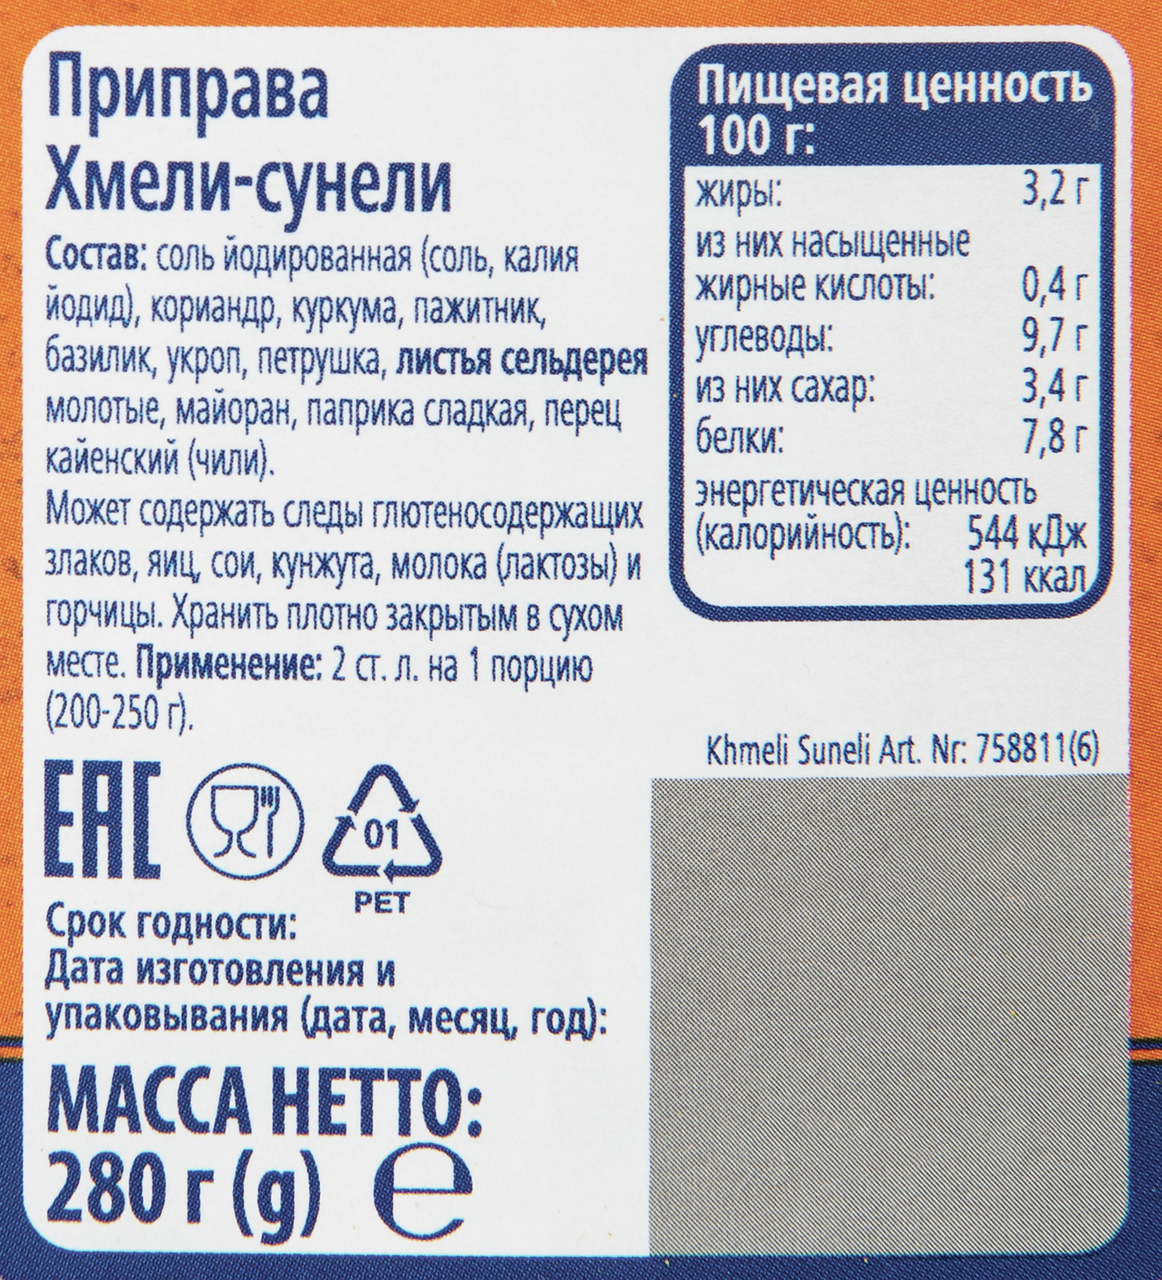 Приправа
Хмели-сунели
Состав: соль йодированная (соль, калия
йодид), кориандр, куркума, пажитник,
базилик, укроп, петрушка, листья сельдерея
молотые, майоран, паприка сладкая, перец
кайенский (чили).
Может содержать следы глютеносодержащих
злаков, яиц, сои, кунжута, молока (лактозы) и
горчицы. Хранить плотно закрытым в сухом
месте. Применение: 2 ст. л. на 1 порцию
(200-250 г).
EAC
01
PET
Срок годности:
Дата изготовления и
упаковывания (дата, месяц, год):
МАССА НЕТТО:
280 г (g) e
Пищевая ценность
100 г:
жиры: 3,2 г
из них насыщенные
жирные кислоты: 0,4 г
углеводы: 9,7 г
из них сахар: 3,4 г
белки: 7,8 г
энергетическая ценность
(калорийность): 544 кДж
131 ккал
Khmeli Suneli Art. Nr: 758811(6)